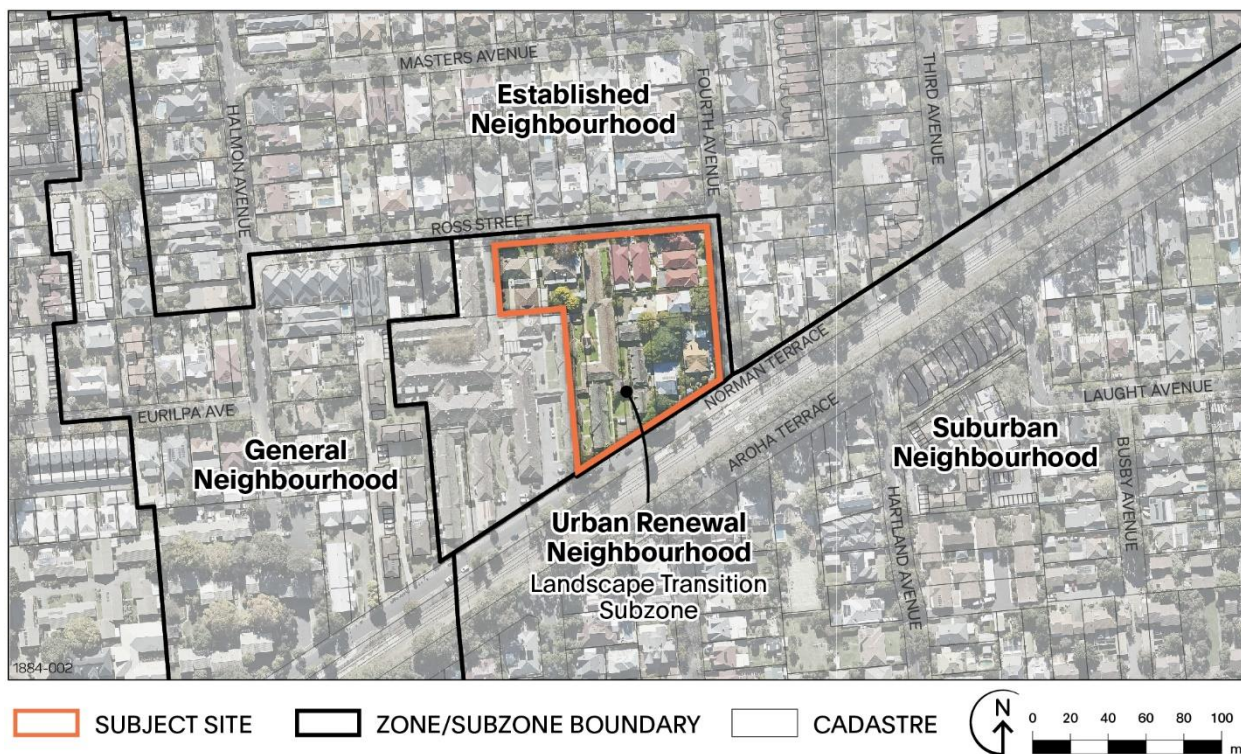 MASTERS AVENUE
Established
Neighbourhood
FOURTH AVENUE
THIRD AVENUE
HALMON AVENUE
ROSS STREET
NORMAN TERRACE
AROHA TERRACE
EURILPA AVE
General
Neighbourhood
LAUGHT AVENUE
Suburban
Neighbourhood
BUSBY AVENUE
HARTLAND AVENUE
Urban Renewal
Neighbourhood
Landscape Transition
Subzone
1884-002
SUBJECT SITE
ZONE/SUBZONE BOUNDARY
CADASTRE
N
0 20 40 60 80 100
m